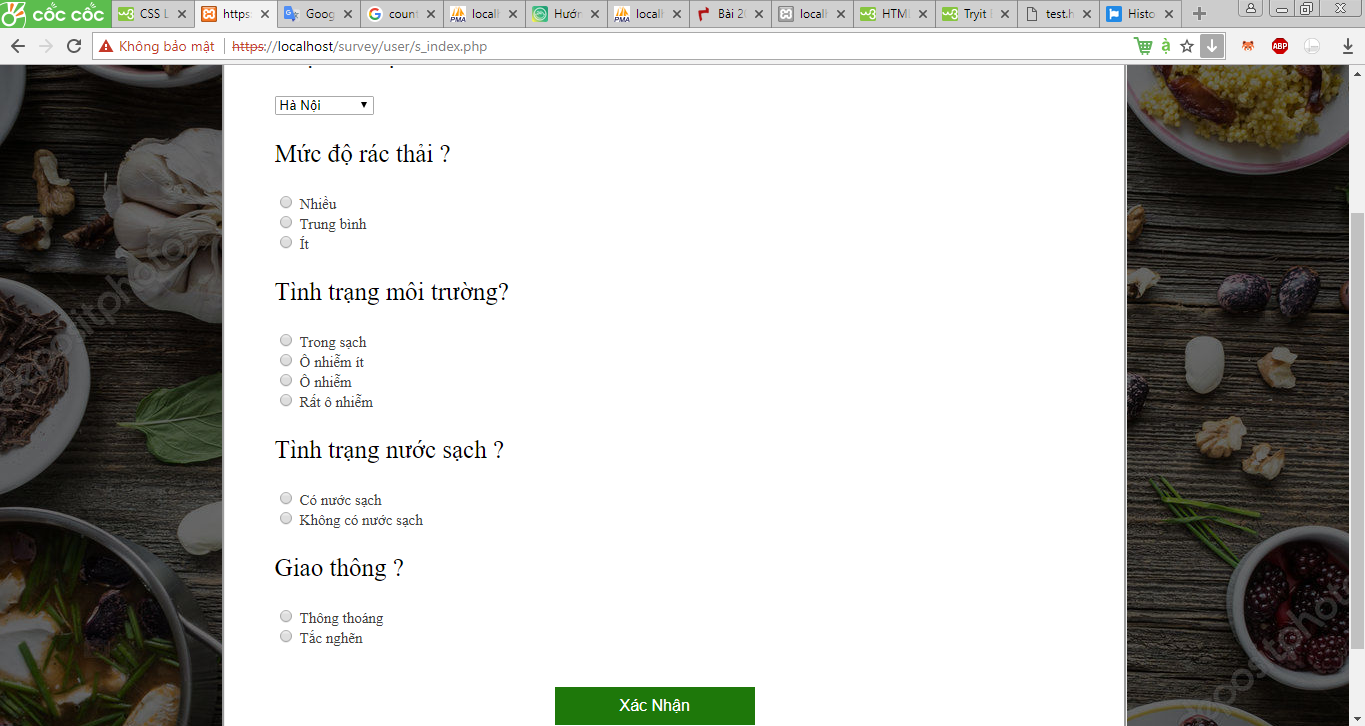 cốc cốc
CSS L
https
Goog
count
localh
Hướn
localh
Bài 2
localh
HTML
Tryit
test.h
Histo
Không bảo mật
https://localhost/survey/user/s_index.php
à
ABP
Hà Nội
Mức độ rác thải ?
Nhiều
Trung bình
Ít
Tình trạng môi trường?
Trong sạch
Ô nhiễm ít
Ô nhiễm
Rất ô nhiễm
Tình trạng nước sạch ?
Có nước sạch
Không có nước sạch
Giao thông ?
Thông thoáng
Tắc nghẽn
Xác Nhận